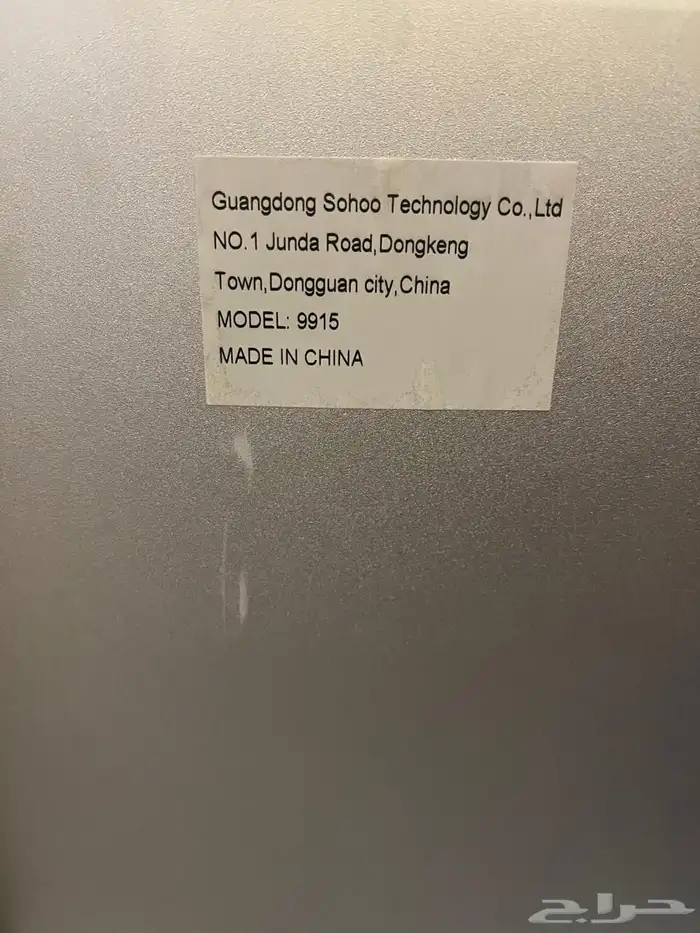 Guangdong Sohoo Technology Co.,Ltd
NO.1 Junda Road,Dongkeng
Town,Dongguan city,China
MODEL: 9915
MADE IN CHINA
حراج